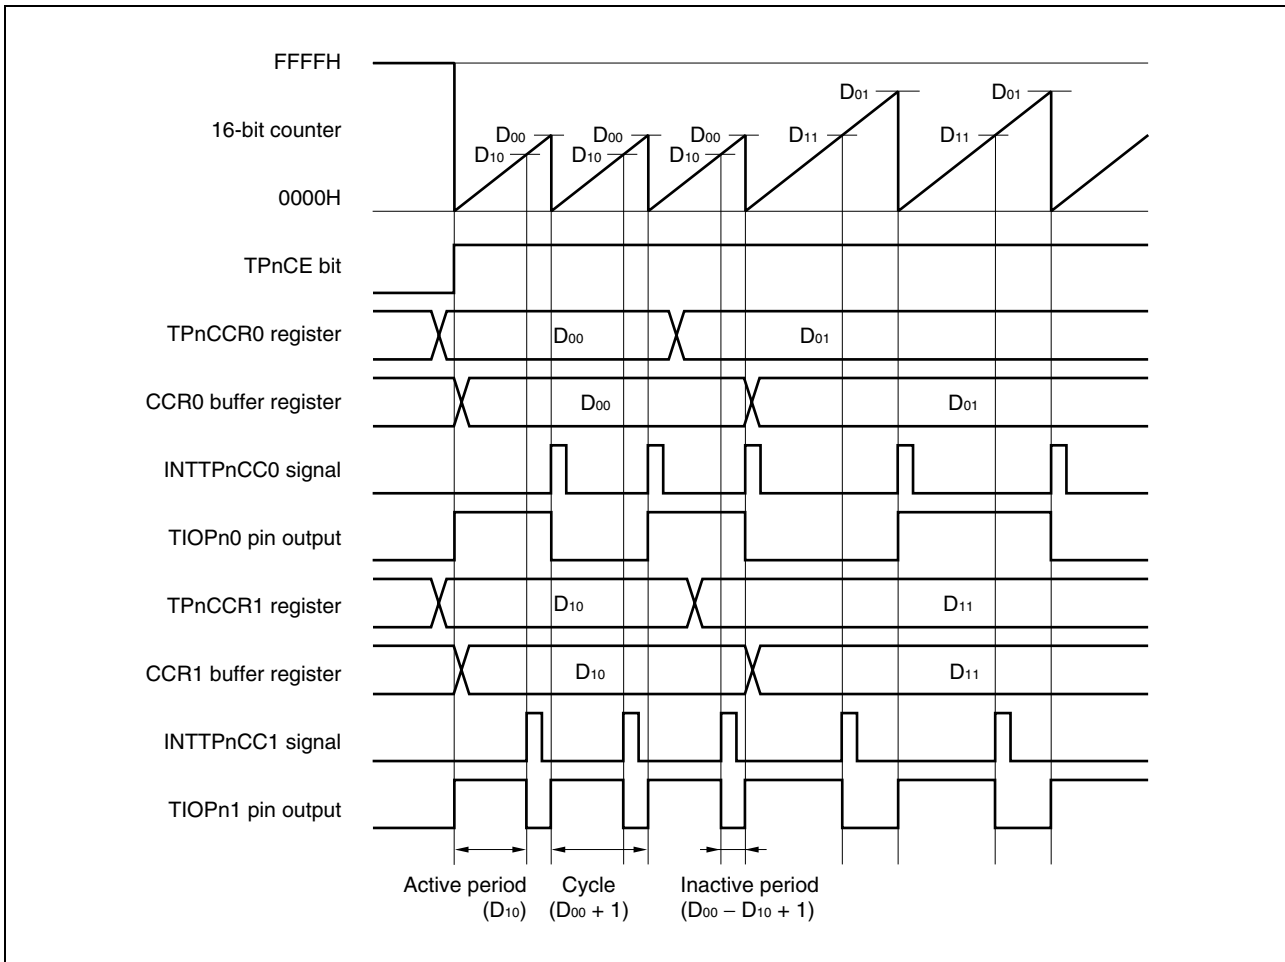 FFFFH
D01 D01
16-bit counter D00 D00 D00 D11 D11
D10 D10 D10
0000H
TPnCE bit
TPnCCR0 register D00 D01
CCR0 buffer register D00 D01
INTTPnCC0 signal
TIOPn0 pin output
TPnCCR1 register D10 D11
CCR1 buffer register D10 D11
INTTPnCC1 signal
TIOPn1 pin output
Active period Cycle Inactive period
(D10) (D00 + 1) (D00 − D10 + 1)